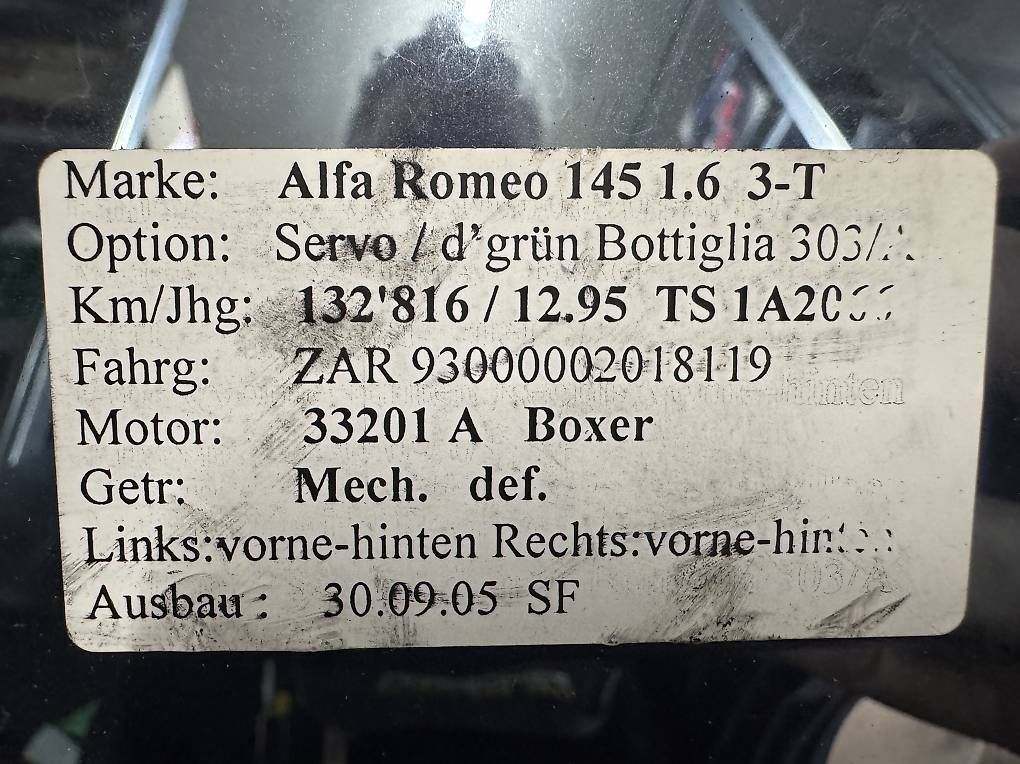 Marke: Alfa Romeo 145 1.6 3-T
Option: Servo / d'grün Bottiglia
Km/Jhg: 132'816 / 12.95 TS
Fahrg: ZAR 93000002018119
Motor: 33201 A Boxer
Getr: Mech. def.
Links:vorne-hinten Rechts:vorne-hinten
Ausbau : 30.09.05 SF